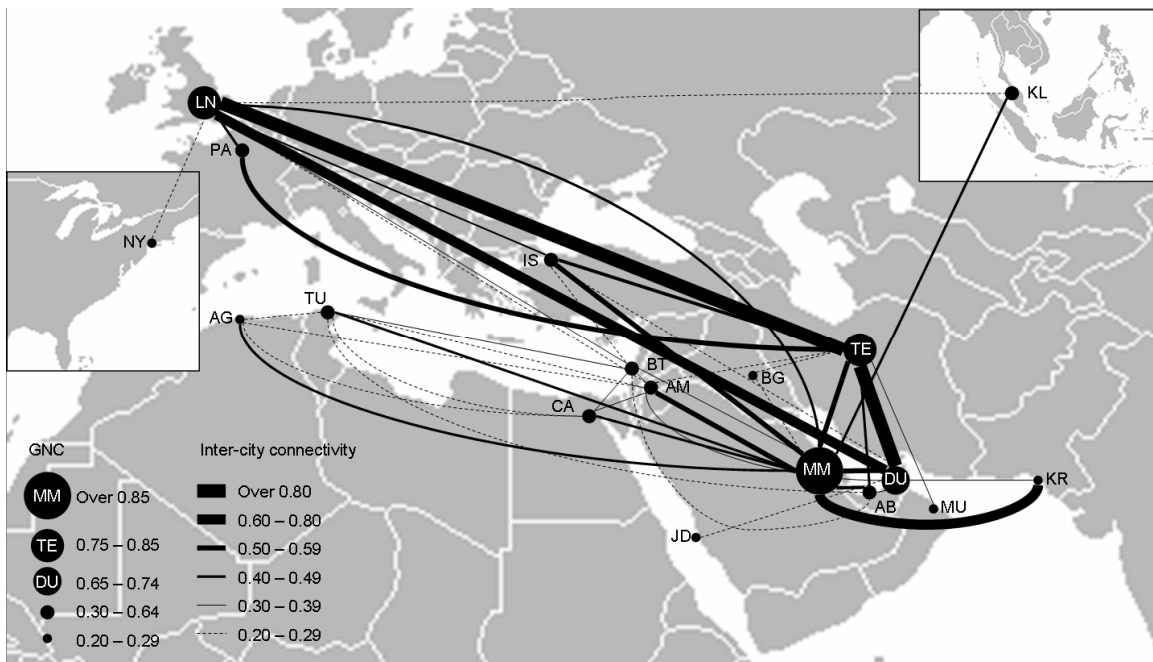 LN
KL
PA
NY
IS
TU
AG
TE
BT
BG
AM
CA
MM
DU
KR
AB
MU
JD
GNC
MM Over 0.85
TE 0.75 – 0.85
DU 0.65 – 0.74
0.30 – 0.64
0.20 – 0.29
Inter-city connectivity
Over 0.80
0.60 – 0.80
0.50 – 0.59
0.40 – 0.49
0.30 – 0.39
0.20 – 0.29